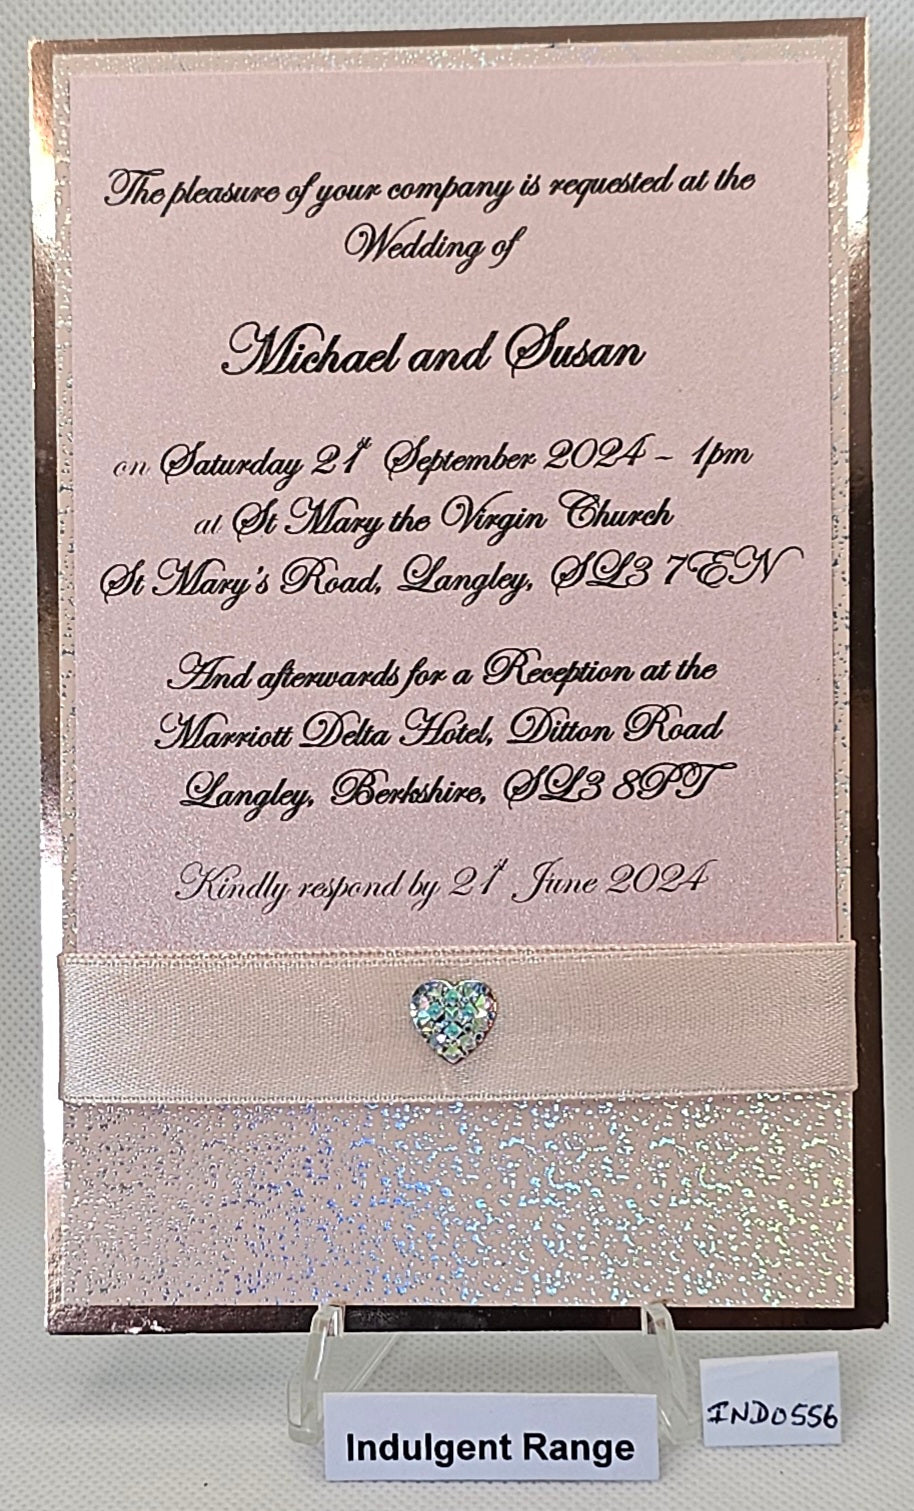 The pleasure of your company is requested at the
Wedding of
Michael and Susan
on Saturday 21st September 2024 ~ 1pm
at St Mary the Virgin Church
St Mary's Road, Langley, SL3 7EN
And afterwards for a Reception at the
Marriott Delta Hotel, Ditton Road
Langley, Berkshire, SL3 8PT
Kindly respond by 21st June 2024
Indulgent Range
IND0556